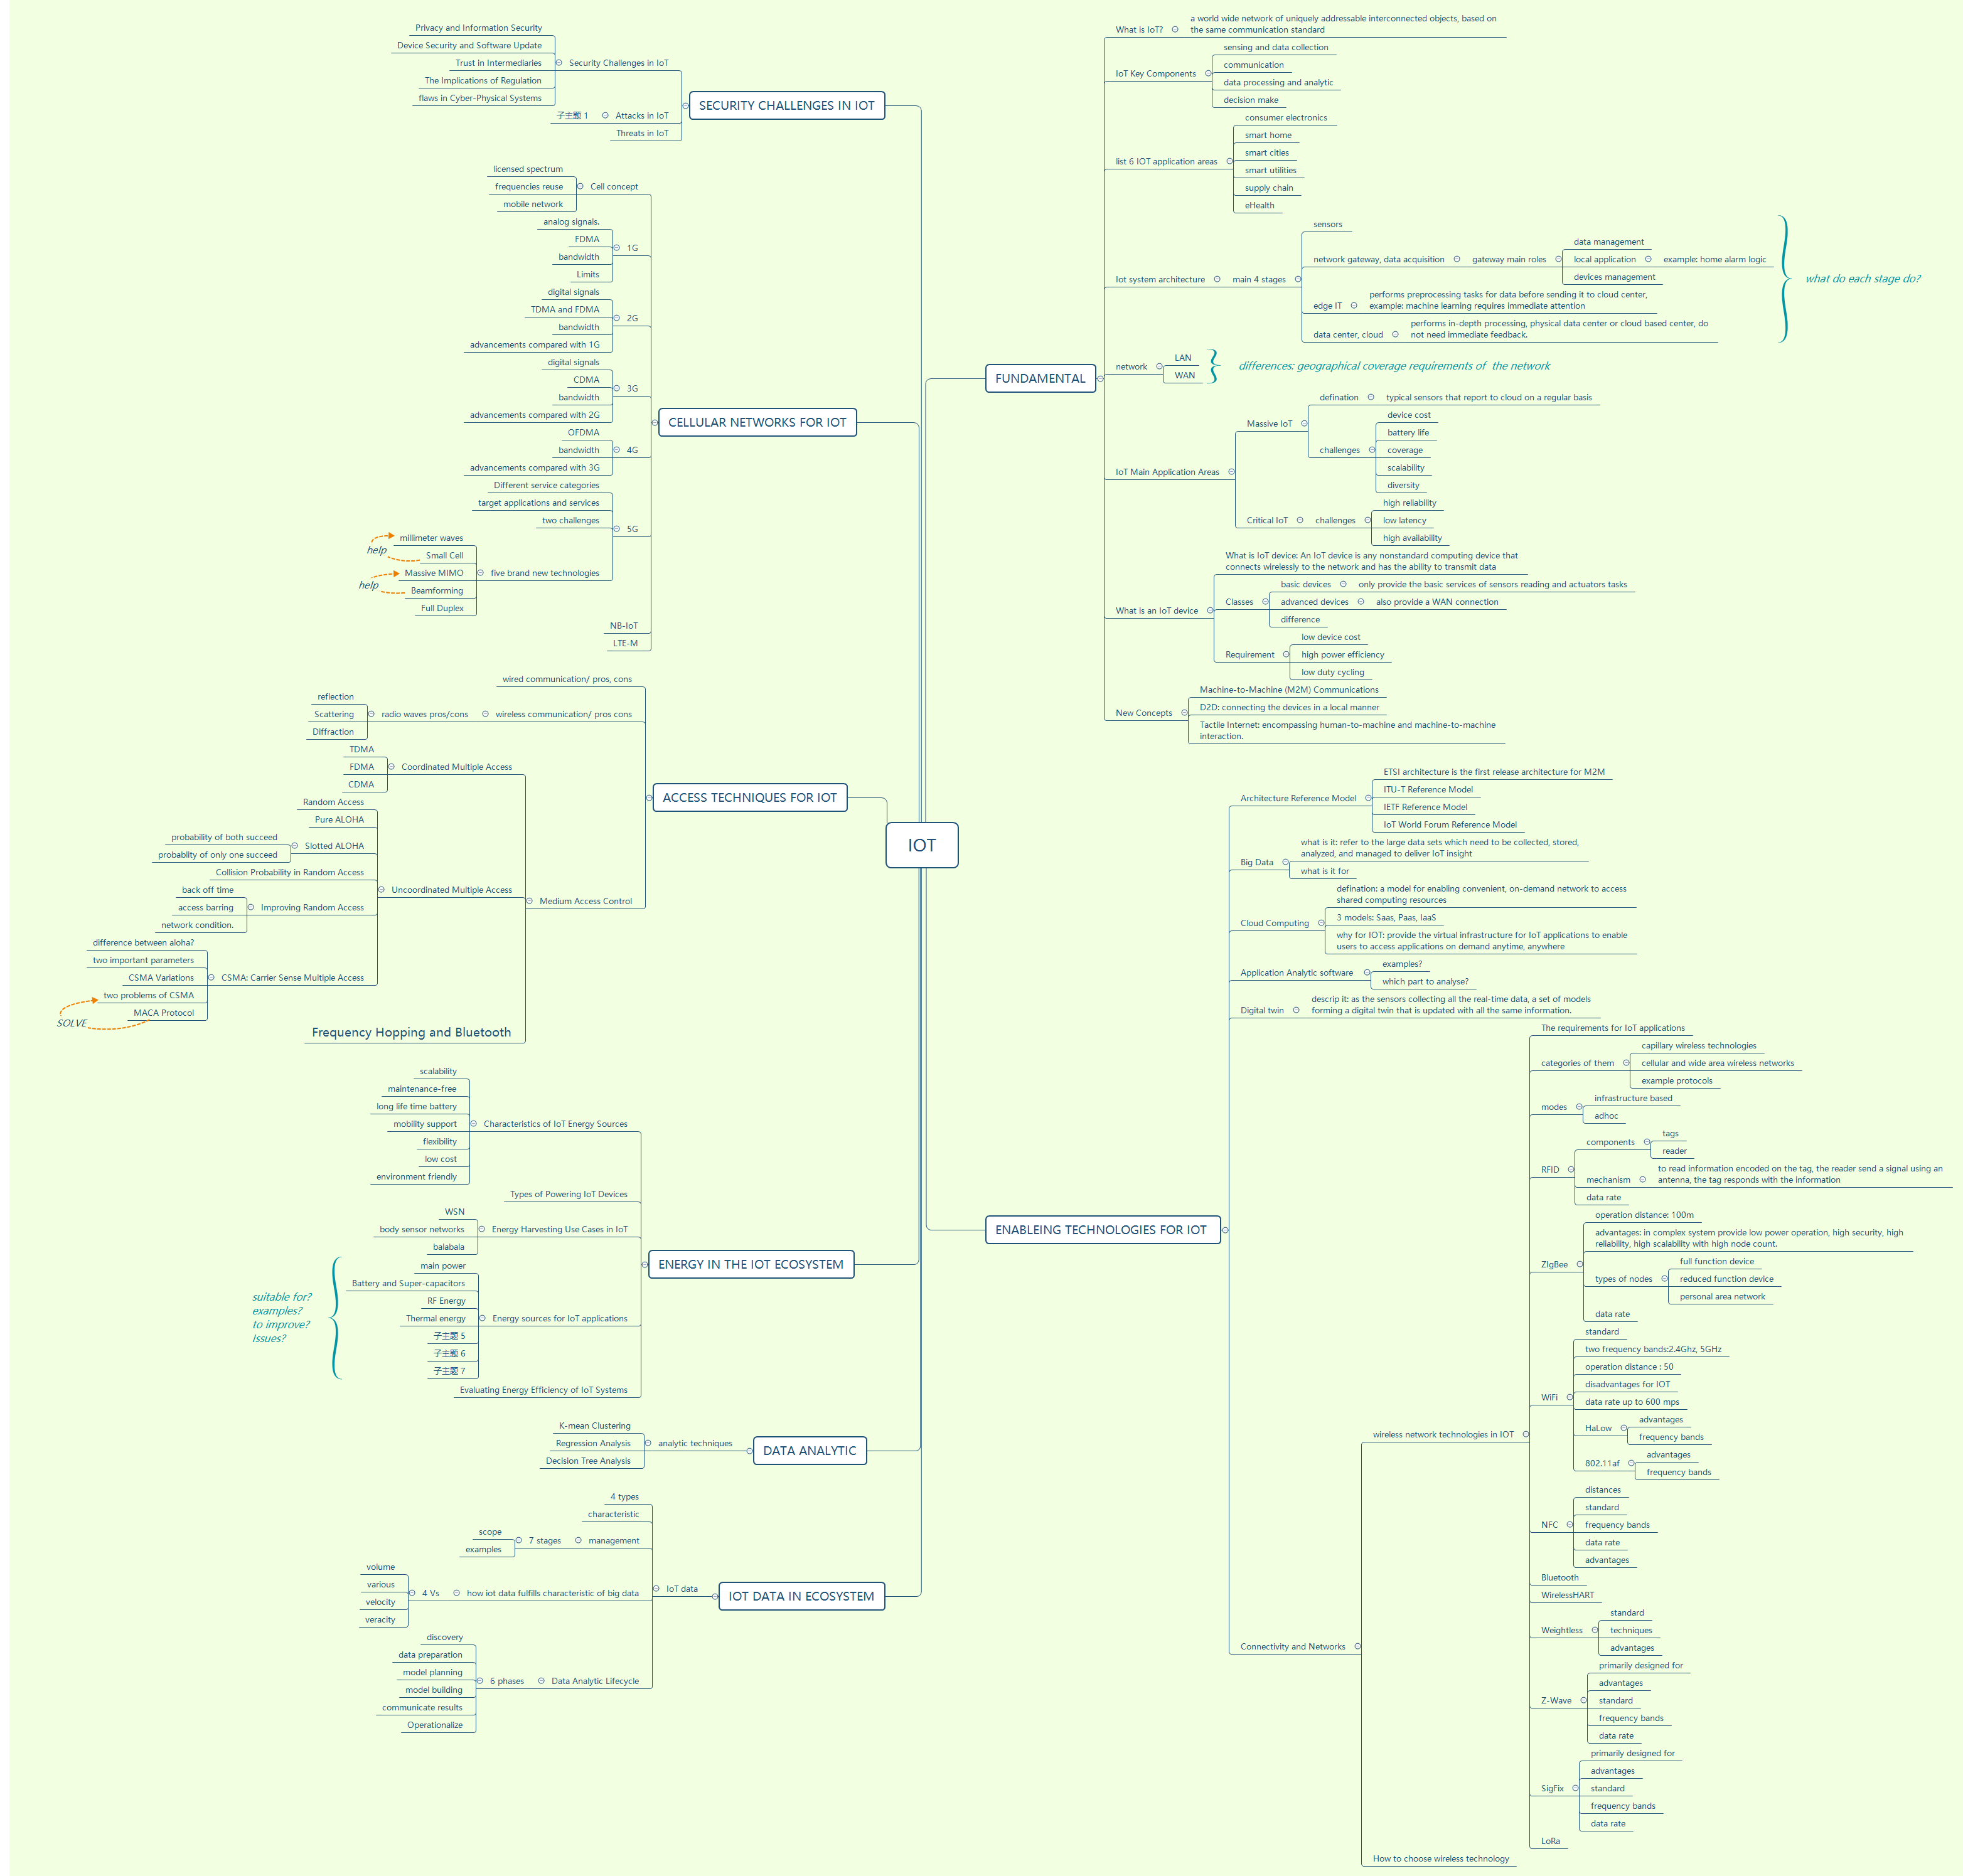 IOT
FUNDAMENTAL
What is IoT?
a world wide network of uniquely addressable interconnected objects, based on
the same communication standard
IoT Key Components
sensing and data collection
communication
data processing and analytic
decision make
list 6 IOT application areas
consumer electronics
smart home
smart cities
smart utilities
supply chain
eHealth
Iot system architecture
main 4 stages
sensors
network gateway, data acquisition
gateway main roles
data management
local application
example: home alarm logic
devices management
edge IT
performs preprocessing tasks for data before sending it to cloud center,
example: machine learning requires immediate attention
data center, cloud
performs in-depth processing, physical data center or cloud based center, do
not need immediate feedback.
what do each stage do?
network
LAN
WAN
differences: geographical coverage requirements of the network
IoT Main Application Areas
Massive IoT
defination
typical sensors that report to cloud on a regular basis
challenges
device cost
battery life
coverage
scalability
diversity
Critical IoT
challenges
high reliability
low latency
high availability
What is an IoT device
What is IoT device: An IoT device is any nonstandard computing device that
connects wirelessly to the network and has the ability to transmit data
Classes
basic devices
only provide the basic services of sensors reading and actuators tasks
advanced devices
also provide a WAN connection
difference
Requirement
low device cost
high power efficiency
low duty cycling
New Concepts
Machine-to-Machine (M2M) Communications
D2D: connecting the devices in a local manner
Tactile Internet: encompassing human-to-machine and machine-to-machine
interaction.
ENABLEING TECHNOLOGIES FOR IOT
Architecture Reference Model
ETSI architecture is the first release architecture for M2M
ITU-T Reference Model
IETF Reference Model
IoT World Forum Reference Model
Big Data
what is it: refer to the large data sets which need to be collected, stored,
analyzed, and managed to deliver IoT insight
what is it for
Cloud Computing
defination: a model for enabling convenient, on-demand network to access
shared computing resources
3 models: Saas, Paas, IaaS
why for IOT: provide the virtual infrastructure for IoT applications to enable
users to access applications on demand anytime, anywhere
Application Analytic software
examples?
which part to analyse?
Digital twin
descrip it: as the sensors collecting all the real-time data, a set of models
forming a digital twin that is updated with all the same information.
Connectivity and Networks
wireless network technologies in IOT
The requirements for IoT applications
categories of them
capillary wireless technologies
cellular and wide area wireless networks
example protocols
modes
infrastructure based
adhoc
RFID
components
tags
reader
mechanism
to read information encoded on the tag, the reader send a signal using an
antenna, the tag responds with the information
data rate
ZIgBee
operation distance: 100m
advantages: in complex system provide low power operation, high security, high
reliability, high scalability with high node count.
types of nodes
full function device
reduced function device
personal area network
data rate
WiFi
standard
two frequency bands:2.4Ghz, 5GHz
operation distance : 50
disadvantages for IOT
data rate up to 600 mps
HaLow
advantages
frequency bands
802.11af
advantages
frequency bands
NFC
distances
standard
frequency bands
data rate
advantages
Bluetooth
WirelessHART
Weightless
standard
techniques
advantages
Z-Wave
primarily designed for
advantages
standard
frequency bands
data rate
SigFix
primarily designed for
advantages
standard
frequency bands
data rate
LoRa
How to choose wireless technology
SECURITY CHALLENGES IN IOT
Security Challenges in IoT
Privacy and Information Security
Device Security and Software Update
Trust in Intermediaries
The Implications of Regulation
flaws in Cyber-Physical Systems
Attacks in IoT
子主题 1
Threats in IoT
CELLULAR NETWORKS FOR IOT
Cell concept
licensed spectrum
frequencies reuse
mobile network
1G
analog signals.
FDMA
bandwidth
Limits
2G
digital signals
TDMA and FDMA
bandwidth
advancements compared with 1G
3G
digital signals
CDMA
bandwidth
advancements compared with 2G
4G
OFDMA
bandwidth
advancements compared with 3G
5G
Different service categories
target applications and services
two challenges
five brand new technologies
millimeter waves
Small Cell
Massive MIMO
Beamforming
Full Duplex
help
help
NB-IoT
LTE-M
ACCESS TECHNIQUES FOR IOT
wired communication/ pros, cons
wireless communication/ pros cons
radio waves pros/cons
reflection
Scattering
Diffraction
Medium Access Control
Coordinated Multiple Access
TDMA
FDMA
CDMA
Uncoordinated Multiple Access
Random Access
Pure ALOHA
Slotted ALOHA
probability of both succeed
probablity of only one succeed
Collision Probability in Random Access
Improving Random Access
back off time
access barring
network condition.
CSMA: Carrier Sense Multiple Access
difference between aloha?
two important parameters
CSMA Variations
two problems of CSMA
MACA Protocol
SOLVE
Frequency Hopping and Bluetooth
ENERGY IN THE IOT ECOSYSTEM
Characteristics of IoT Energy Sources
scalability
maintenance-free
long life time battery
mobility support
flexibility
low cost
environment friendly
Types of Powering IoT Devices
Energy Harvesting Use Cases in IoT
WSN
body sensor networks
balabala
Energy sources for IoT applications
main power
Battery and Super-capacitors
RF Energy
Thermal energy
子主题 5
子主题 6
子主题 7
suitable for?
examples?
to improve?
Issues?
Evaluating Energy Efficiency of IoT Systems
DATA ANALYTIC
analytic techniques
K-mean Clustering
Regression Analysis
Decision Tree Analysis
IOT DATA IN ECOSYSTEM
IoT data
4 types
characteristic
management
7 stages
scope
examples
how iot data fulfills characteristic of big data
4 Vs
volume
various
velocity
veracity
Data Analytic Lifecycle
6 phases
discovery
data preparation
model planning
model building
communicate results
Operationalize